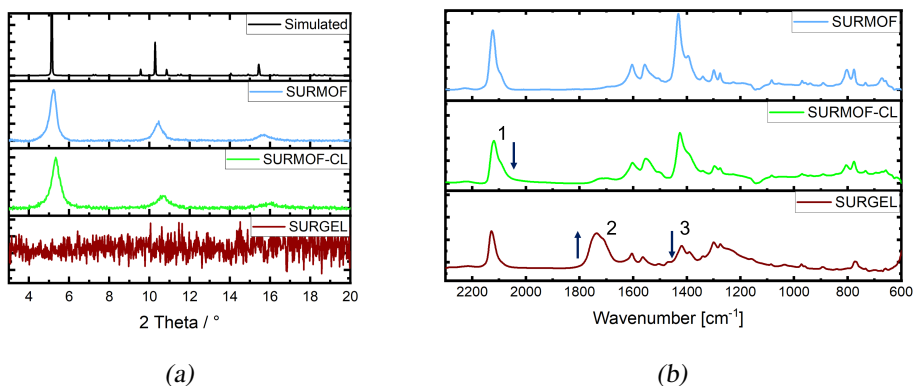 Simulated
SURMOF
SURMOF-CL
SURGEL
4 6 8 10 12 14 16 18 20
2 Theta / °
(a)
SURMOF
SURMOF-CL
1
SURGEL
2
3
2200 2000 1800 1600 1400 1200 1000 800 600
Wavenumber [cm-1]
(b)